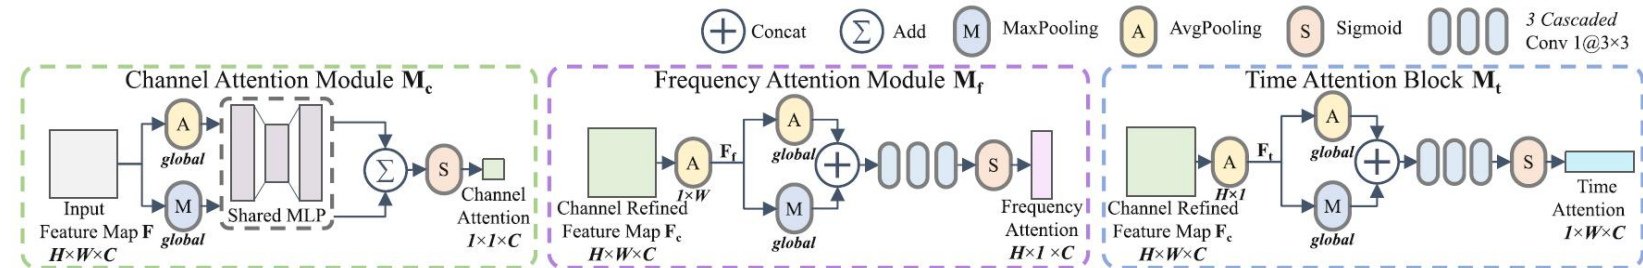 Concat
Add
M
MaxPooling
A
AvgPooling
S
Sigmoid
3 Cascaded
Conv 1@3×3
Channel Attention Module Mc
A
global
M
global
Shared MLP
Σ
S
Input
Feature Map F
H×W×C
Channel
Attention
1×1×C
Frequency Attention Module Mf
A
1×W
Ff
A
global
M
global
S
Channel Refined
Feature Map Fc
H×W×C
Frequency
Attention
H×1×C
Time Attention Block Mt
A
H×1
Ft
A
global
M
global
S
Channel Refined
Feature Map Fc
H×W×C
Time
Attention
1×W×C